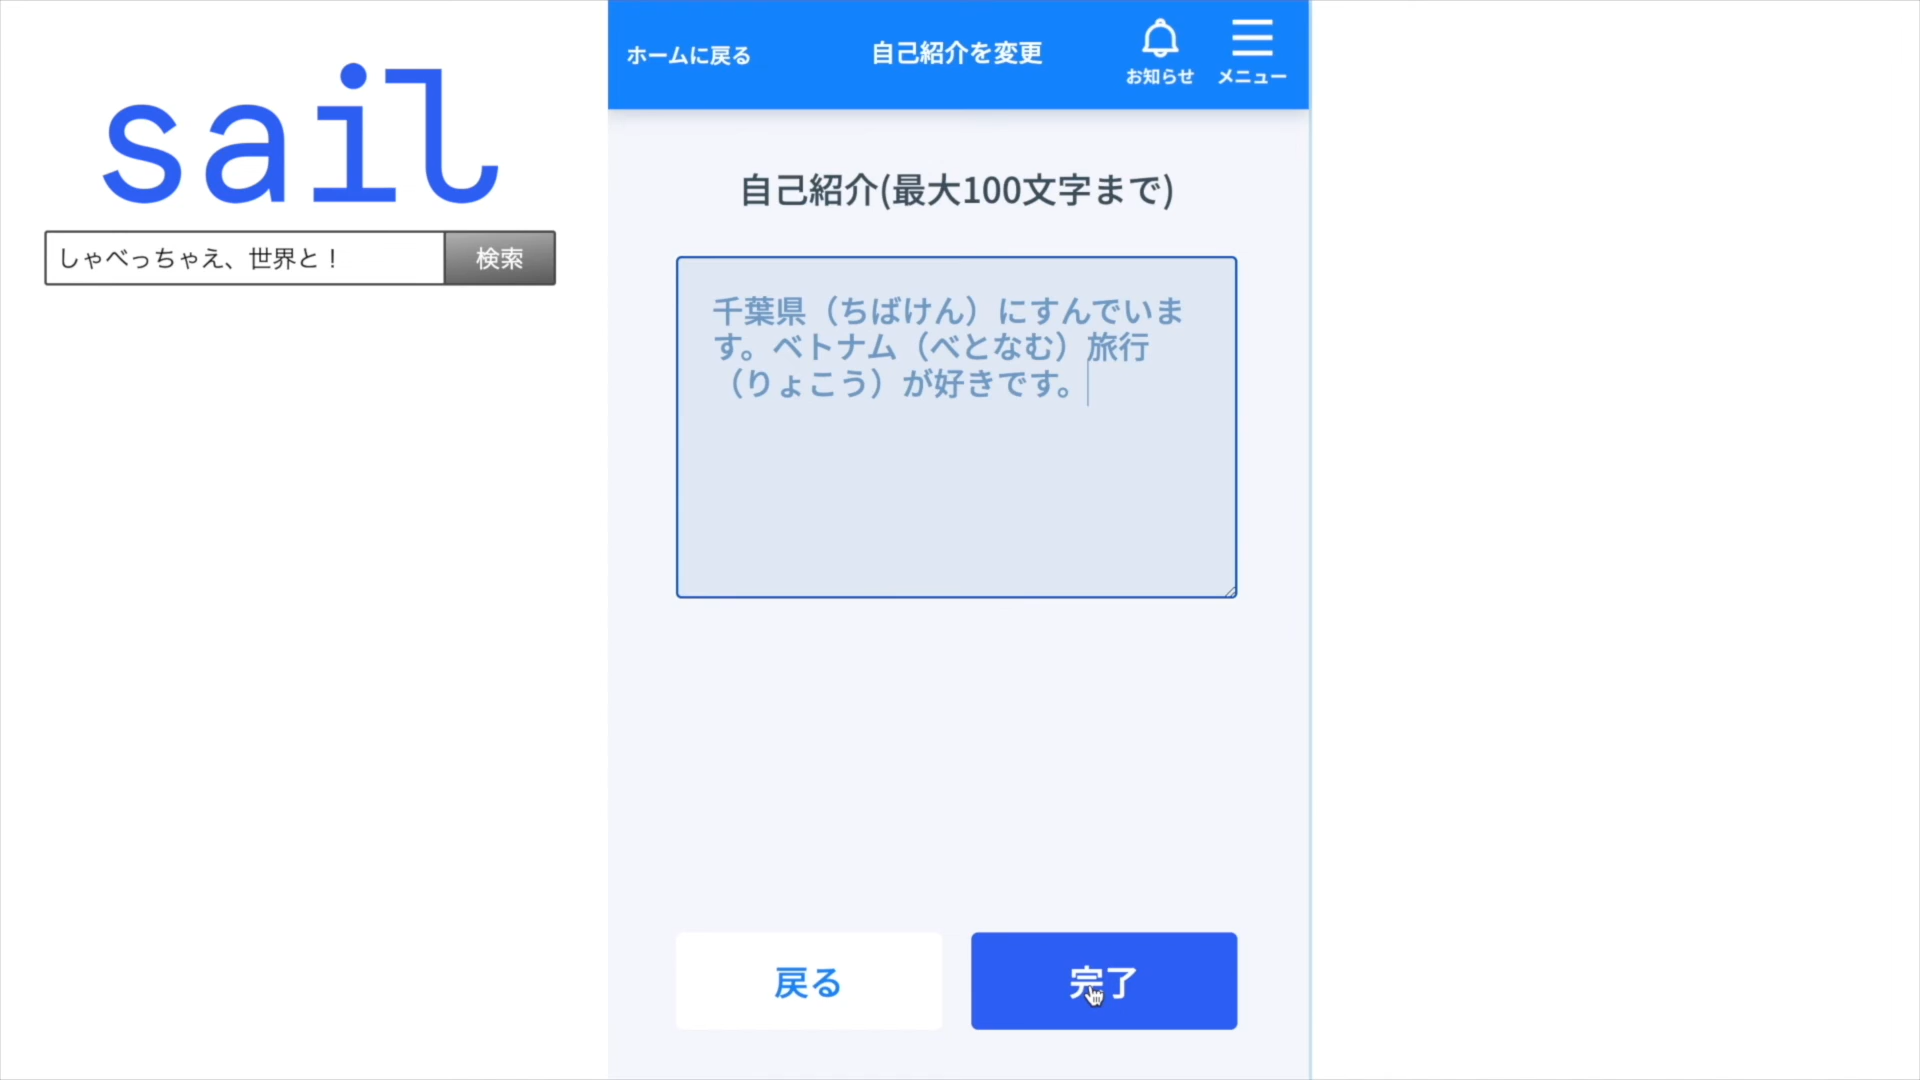 sail
しゃべっちゃえ、世界と！ 検索
ホームに戻る 自己紹介を変更 お知らせ メニュー
自己紹介(最大100文字まで)
千葉県（ちばけん）にすんでいま
す。ベトナム（べとなむ）旅行
（りょこう）が好きです。
戻る 完了